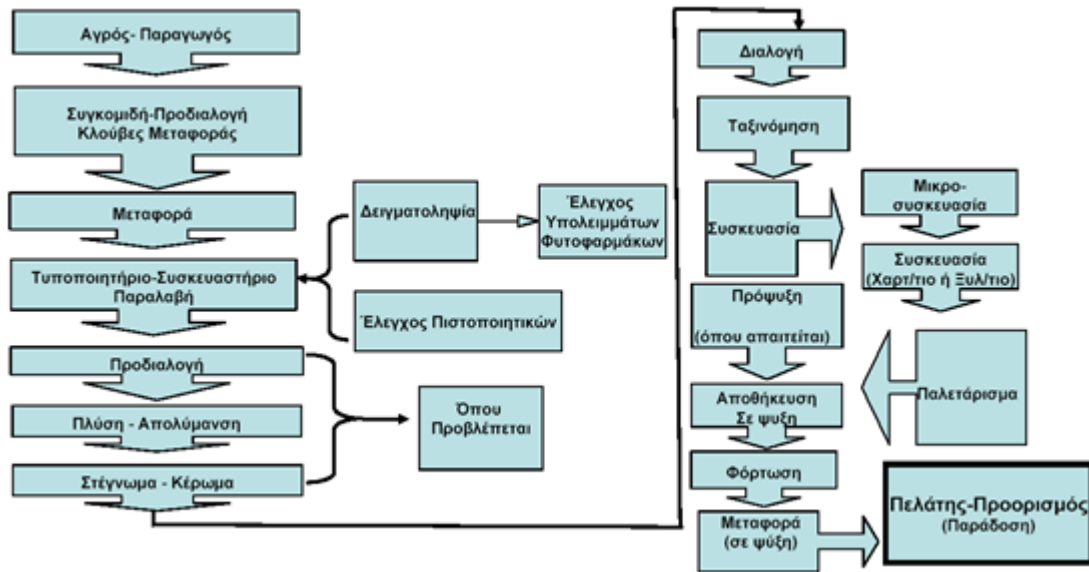 Αγρός- Παραγωγός
Συγκομιδή-Προδιαλογή
Κλούβες Μεταφοράς
Μεταφορά
Τυποποιητήριο-Συσκευαστήριο
Παραλαβή
Δειγματοληψία
Έλεγχος
Υπολειμμάτων
Φυτοφαρμάκων
Έλεγχος Πιστοποιητικών
Προδιαλογή
Πλύση - Απολύμανση
Στέγνωμα - Κέρωμα
Όπου
Προβλέπεται
Διαλογή
Ταξινόμηση
Συσκευασία
Μικρο-
συσκευασία
Συσκευασία
(Χαρτ/τιο ή Ξυλ/τιο)
Πρόψυξη
(όπου απαιτείται)
Παλετάρισμα
Αποθήκευση
Σε ψυξη
Φόρτωση
Μεταφορά
(σε ψύξη)
Πελάτης-Προορισμός
(Παράδοση)